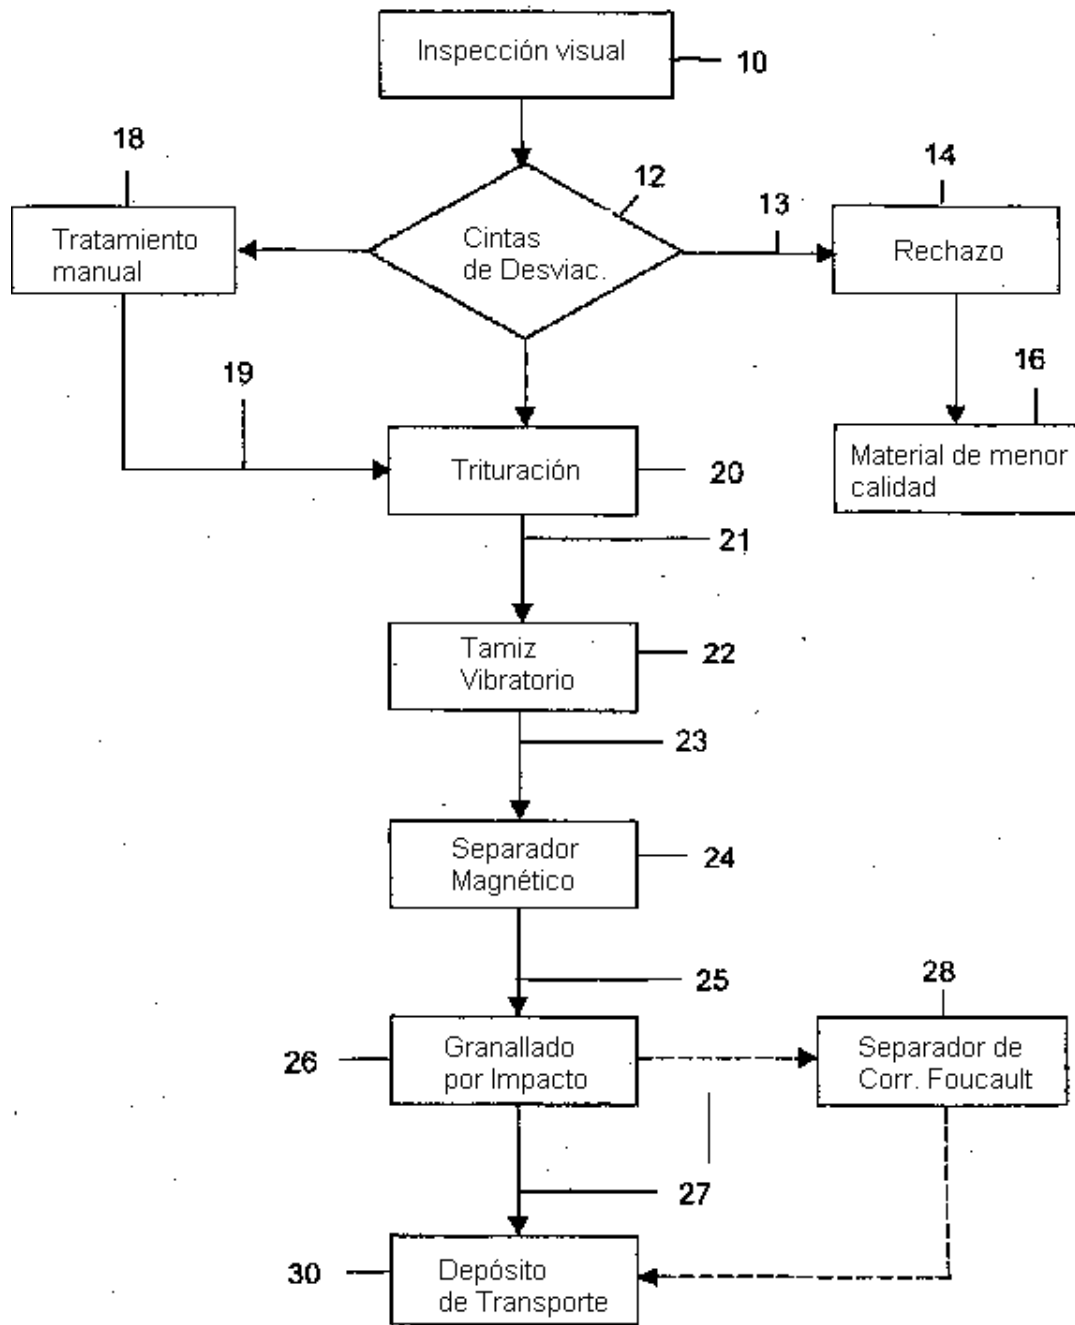 Inspección visual
10
18
12
13
14
Tratamiento
manual
Cintas
de Desviac.
Rechazo
19
16
Trituración
20
Material de menor
calidad
21
Tamiz
Vibratorio
22
23
Separador
Magnético
24
25
28
26
Granallado
por Impacto
Separador de
Corr. Foucault
27
30
Depósito
de Transporte